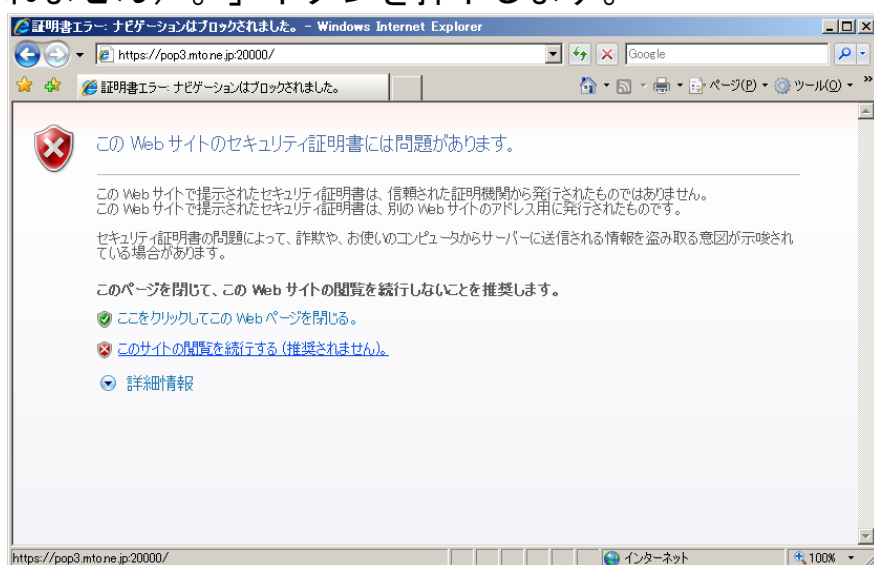 証明書エラー: ナビゲーションはブロックされました。 - Windows Internet Explorer
https://pop3.mto.ne.jp:20000/
Google
証明書エラー: ナビゲーションはブロックされました。
ページ(P)
ツール(O)
この Web サイトのセキュリティ証明書には問題があります。
この Web サイトで提示されたセキュリティ証明書は、信頼された証明機関から発行されたものではありません。
この Web サイトで提示されたセキュリティ証明書は、別の Web サイトのアドレス用に発行されたものです。
セキュリティ証明書の問題によって、詐欺や、お使いのコンピュータからサーバーに送信される情報を盗み取る意図が示唆され
ている場合があります。
このページを閉じて、この Web サイトの閲覧を続行しないことを推奨します。
ここをクリックしてこの Web ページを閉じる。
このサイトの閲覧を続行する (推奨されません)。
詳細情報
https://pop3.mto.ne.jp:20000/
インターネット
100%